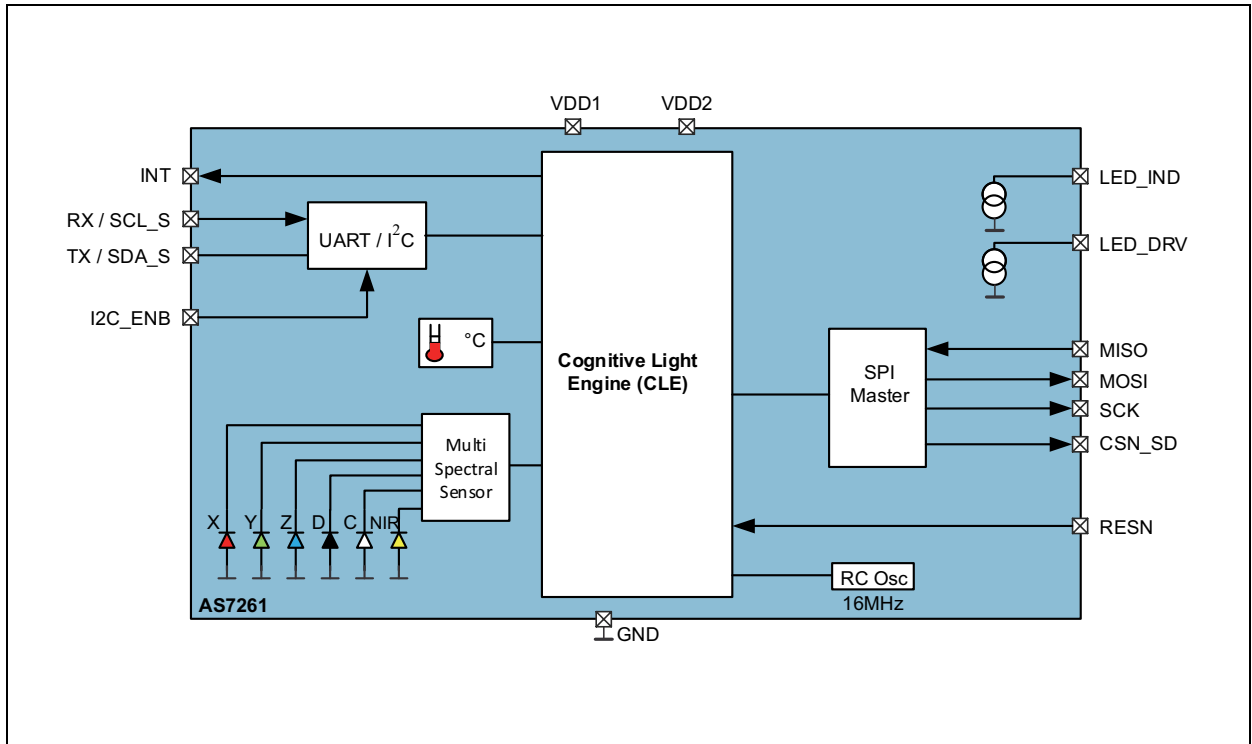 VDD1
VDD2
INT
RX / SCL_S
TX / SDA_S
I2C_ENB
UART / I²C
°C
Cognitive Light
Engine (CLE)
Multi
Spectral
Sensor
X
Y
Z
D
C
NIR
AS7261
LED_IND
LED_DRV
SPI
Master
MISO
MOSI
SCK
CSN_SD
RESN
RC Osc
16MHz
GND